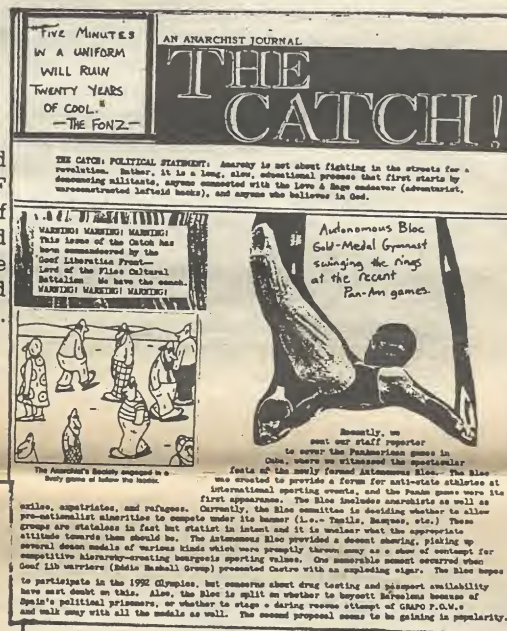 "FIVE MINUTES
IN A UNIFORM
WILL RUIN
TWENTY YEARS
OF COOL."
—THE FONZ—
AN ANARCHIST JOURNAL
THE
CATCH!
THE CATCH: POLITICAL STATEMENT: Anarchy is not about fighting in the streets for a
revolution. Rather, it is a long, slow, educational process that first starts by
denouncing militants, anyone connected with the Love & Rage endeavor (adventurist,
unreconstructed leftoid hacks), and anyone who believes in God.
WARNING! WARNING! WARNING!
This issue of the Catch has
been commandeered by the
Goof Liberation Front—
Lord of the Flies Cultural
Battalion. We have the conch.
WARNING! WARNING! WARNING!
The Anarchist's Society engaged in a
lively game of follow the leader.
Autonomous Bloc
Gold-Medal Gymnast
swinging the rings
at the recent
Pan-Am games.
Recently, we
sent our staff reporter
to cover the PanAmerican games in
Cuba, where we witnessed the spectacular
feats of the newly formed Autonomous Bloc. The Bloc
was created to provide a forum for anti-state athletes at
international sporting events, and the Panam games were its
first appearance. The Bloc includes anarchists as well as
exiles, expatriates, and refugees. Currently, the Bloc committee is deciding whether to allow
pro-nationalist minorities to compete under its banner (i.e. Tamils, Basques, etc.) These
groups are stateless in fact but statist in intent and it is unclear what the appropriate
attitude towards them should be. The Autonomous Bloc provided a decent showing, picking up
several dozen medals of various kinds which were promptly thrown away as a show of contempt for
competitive hierarchy-creating bourgeois sporting values. One memorable moment occurred when
Goof Lib warriors (Eddie Haskell Group) presented Castro with an exploding cigar. The Bloc hopes
to participate in the 1992 Olympics, but concerns about drug testing and passport availability
have cast doubt on this. Also, the Bloc is split on whether to boycott Barcelona because of
Spain's political prisoners, or whether to stage a daring rescue attempt of GRAPO P.O.W.s
and walk away with all the medals as well. The second proposal seems to be gaining in popularity.